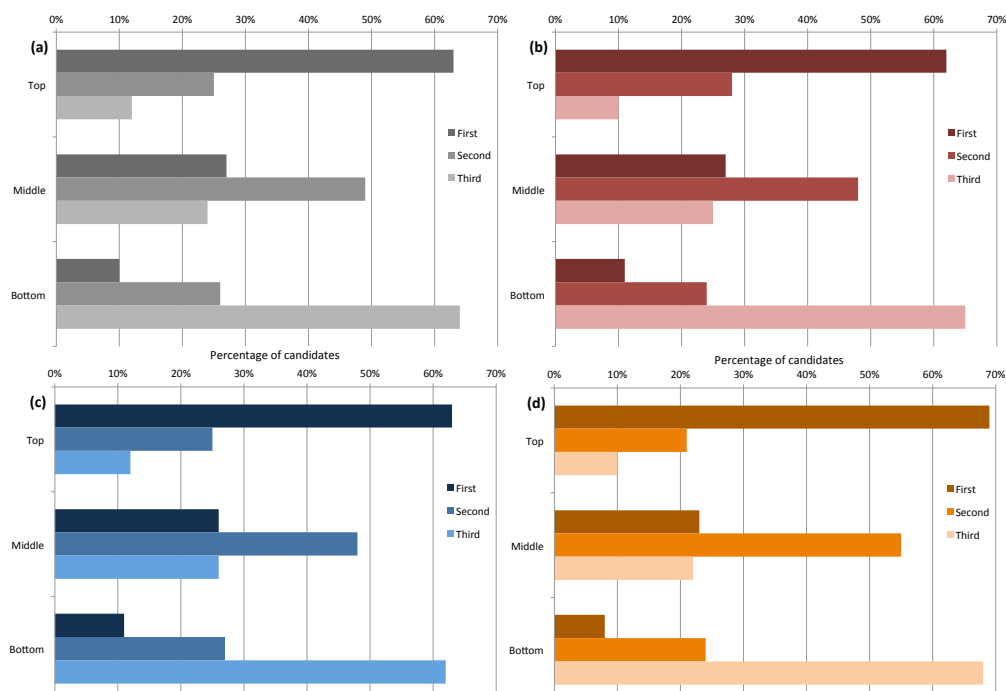 0% 10% 20% 30% 40% 50% 60% 70%
(a)
Top
Middle
Bottom
First
Second
Third
0% 10% 20% 30% 40% 50% 60% 70%
(b)
Top
Middle
Bottom
First
Second
Third
Percentage of candidates
0% 10% 20% 30% 40% 50% 60% 70%
(c)
Top
Middle
Bottom
First
Second
Third
Percentage of candidates
0% 10% 20% 30% 40% 50% 60% 70%
(d)
Top
Middle
Bottom
First
Second
Third